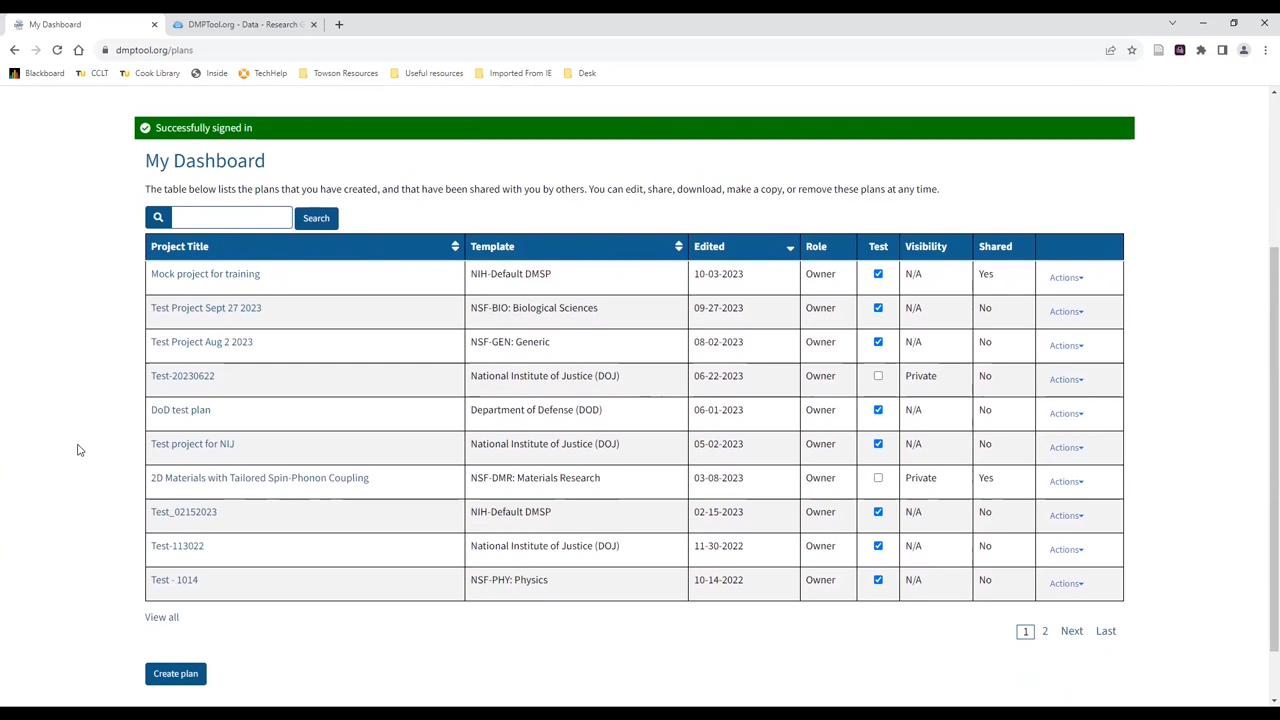 My Dashboard
DMPTool.org - Data - Research G
dmptool.org/plans
Blackboard CCLT Cook Library Inside TechHelp Towson Resources Useful resources Imported From IE Desk
Successfully signed in
My Dashboard
The table below lists the plans that you have created, and that have been shared with you by others. You can edit, share, download, make a copy, or remove these plans at any time.
Search
Project Title Template Edited Role Test Visibility Shared
Mock project for training NIH-Default DMSP 10-03-2023 Owner N/A Yes Actions
Test Project Sept 27 2023 NSF-BIO: Biological Sciences 09-27-2023 Owner N/A No Actions
Test Project Aug 2 2023 NSF-GEN: Generic 08-02-2023 Owner N/A No Actions
Test-20230622 National Institute of Justice (DOJ) 06-22-2023 Owner Private No Actions
DoD test plan Department of Defense (DOD) 06-01-2023 Owner N/A No Actions
Test project for NIJ National Institute of Justice (DOJ) 05-02-2023 Owner N/A No Actions
2D Materials with Tailored Spin-Phonon Coupling NSF-DMR: Materials Research 03-08-2023 Owner Private Yes Actions
Test_02152023 NIH-Default DMSP 02-15-2023 Owner N/A No Actions
Test-113022 National Institute of Justice (DOJ) 11-30-2022 Owner N/A No Actions
Test - 1014 NSF-PHY: Physics 10-14-2022 Owner N/A No Actions
View all
1 2 Next Last
Create plan